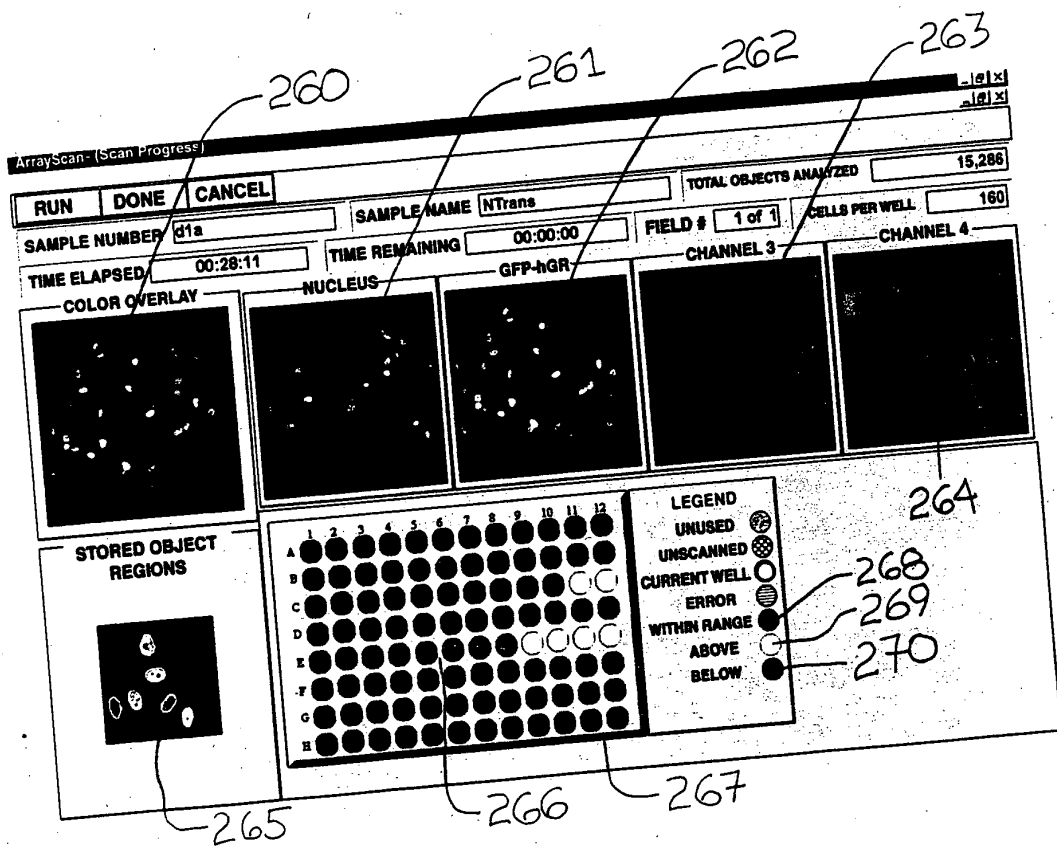 260
261
262
263
ArrayScan- (Scan Progress)
RUN DONE CANCEL
SAMPLE NUMBER d1a SAMPLE NAME NTrans TOTAL OBJECTS ANALYZED 15,286
TIME ELAPSED 00:28:11 TIME REMAINING 00:00:00 FIELD # 1 of 1 CELLS PER WELL 160
COLOR OVERLAY NUCLEUS GFP-hGR CHANNEL 3 CHANNEL 4
264
STORED OBJECT
REGIONS
1 2 3 4 5 6 7 8 9 10 11 12
A
B
C
D
E
F
G
H
LEGEND
UNUSED
UNSCANNED
CURRENT WELL
ERROR
WITHIN RANGE 268
ABOVE 269
BELOW 270
265
266
267